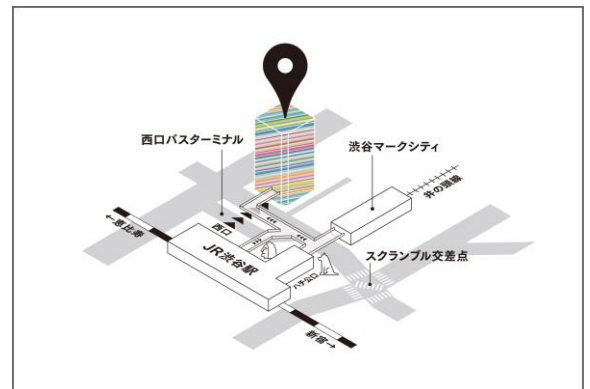 西口バスターミナル
渋谷マークシティ
井の頭線
←恵比寿
西口
JR渋谷駅
ハチ公口
スクランブル交差点
新宿→